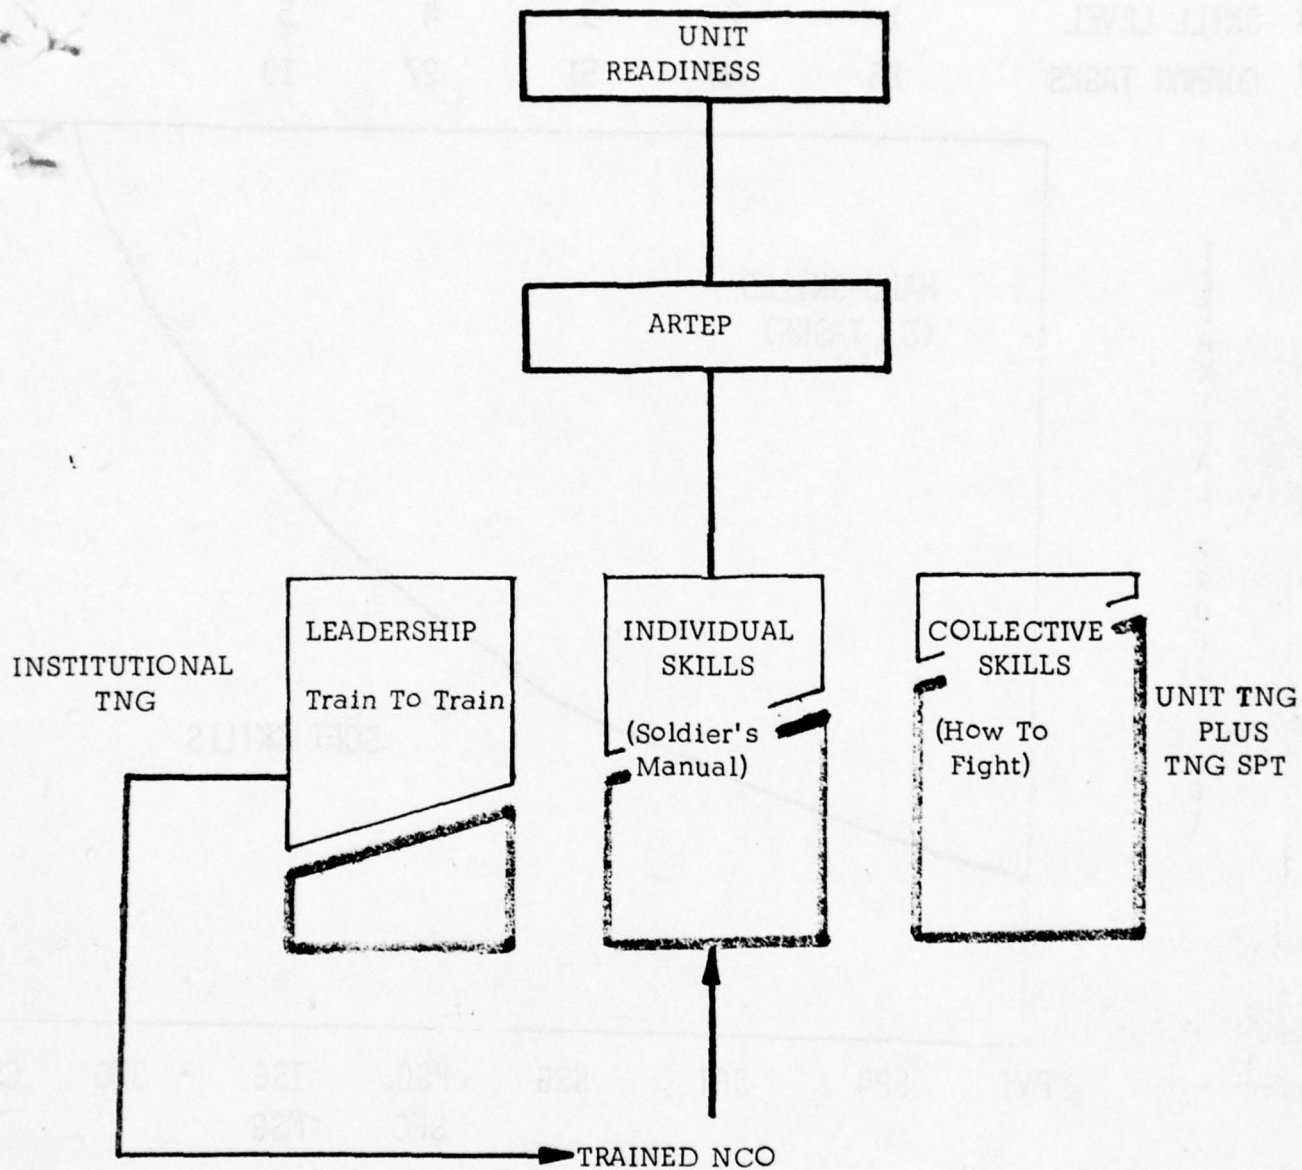 UNIT
READINESS
ARTEP
INSTITUTIONAL
TNG
LEADERSHIP
Train To Train
INDIVIDUAL
SKILLS
(Soldier's
Manual)
COLLECTIVE
SKILLS
(How To
Fight)
UNIT TNG
PLUS
TNG SPT
TRAINED NCO